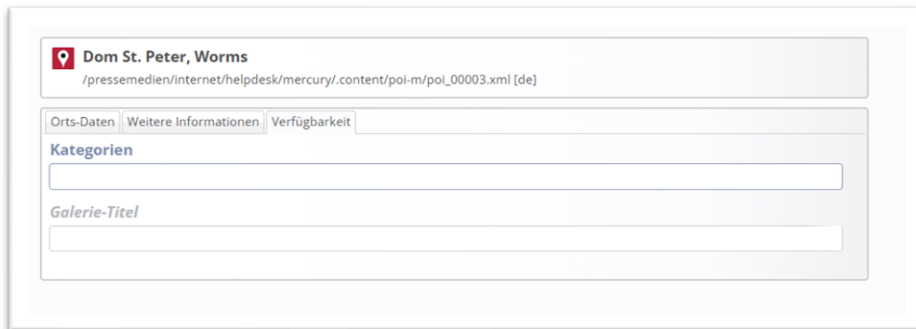 Dom St. Peter, Worms
/pressemedien/internet/helpdesk/mercury/.content/poi-m/poi_00003.xml [de]
Orts-Daten Weitere Informationen Verfügbarkeit
Kategorien
Galerie-Titel